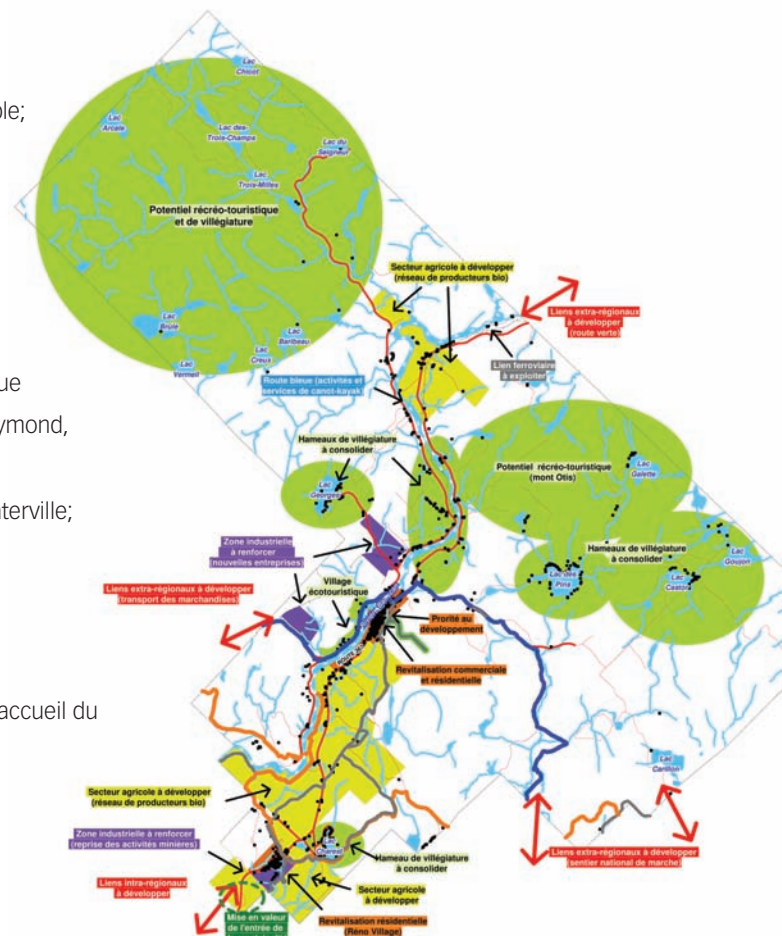 ble;
ue
ymond,
nterville;
accueil du
Lac
Chicot
Lac
Arcale
Lac des
Trois-Champs
Lac du
Seigneur
Lac
Trois-Milles
Potentiel récréo-touristique
et de villégiature
Lac
Brûlé
Lac
Vermeil
Lac
Creux
Lac
Baribeau
Secteur agricole à développer
(réseau de producteurs bio)
Liens extra-régionaux
à développer
(route verte)
Lien ferroviaire
à exploiter
Route bleue (activités et
services de canot-kayak)
Hameaux de villégiature
à consolider
Lac
Georges
Potentiel récréo-touristique
(mont Otis)
Lac
Galette
Hameaux de villégiature
à consolider
Lac
Goujon
Lac des
Pins
Lac
Castor
Zone industrielle
à renforcer
(nouvelles entreprises)
Liens extra-régionaux à développer
(transport des marchandises)
Village
écotouristique
Prorité au
développement
Revitalisation commerciale
et résidentielle
Lac
Carillon
Secteur agricole à développer
(réseau de producteurs bio)
Zone industrielle à renforcer
(reprise des activités minières)
Lac
Charest
Hameau de villégiature
à consolider
Liens extra-régionaux à développer
(sentier national de marche)
Liens intra-régionaux
à développer
Secteur agricole
à développer
Mise en valeur
de l'entrée de
Revitalisation résidentielle
(Réno Village)